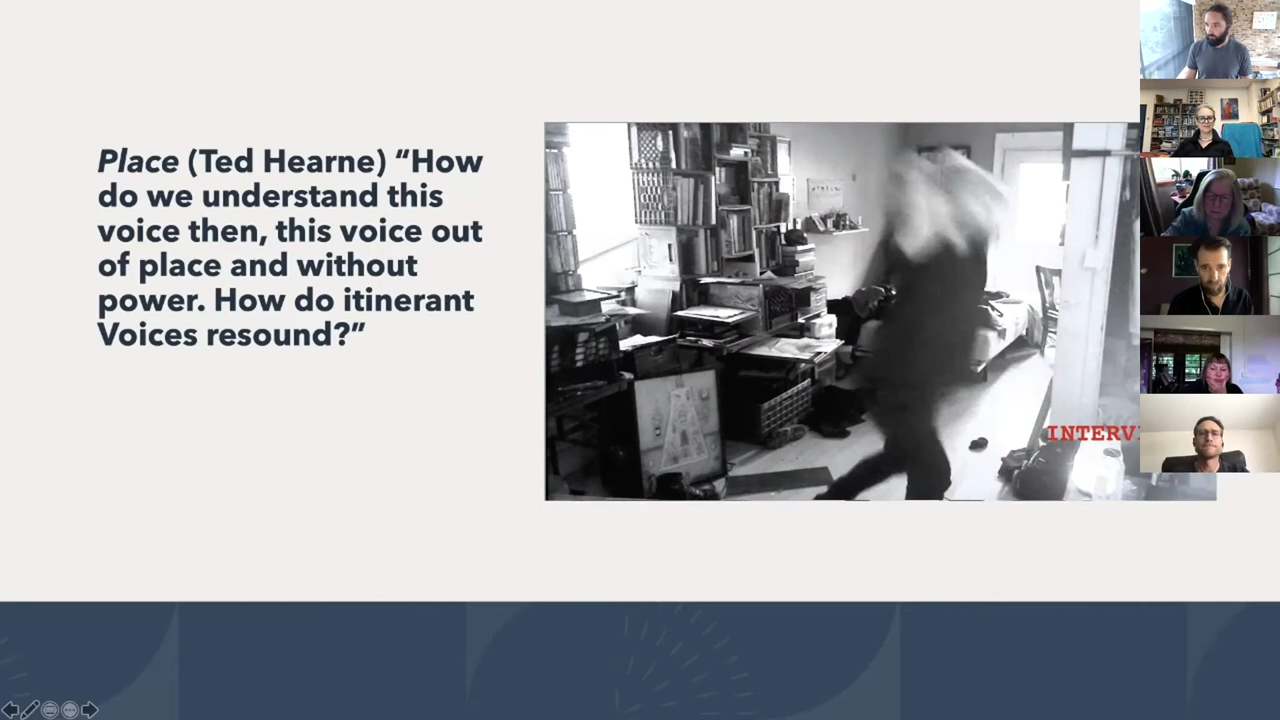 Place (Ted Hearne) “How
do we understand this
voice then, this voice out
of place and without
power. How do itinerant
Voices resound?”
INTERV